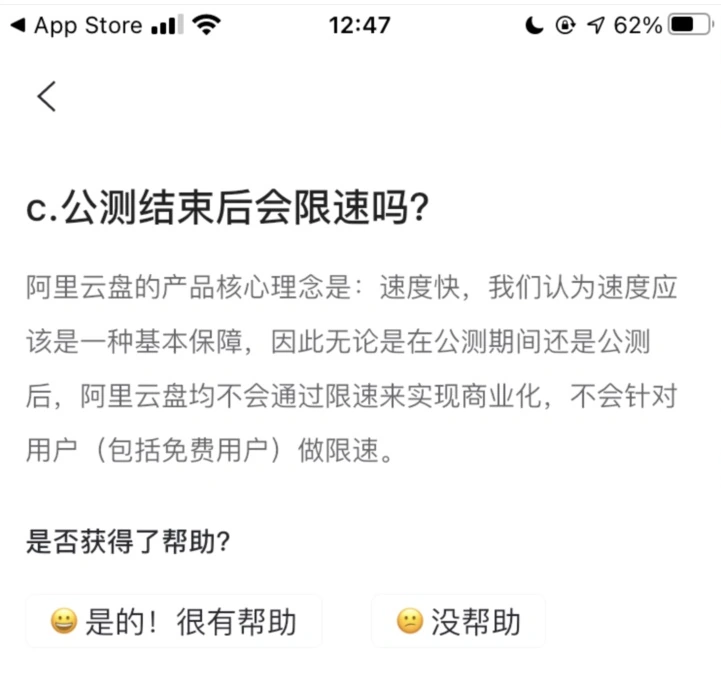 App Store
12:47
62%
c.公测结束后会限速吗?
阿里云盘的产品核心理念是：速度快，我们认为速度应
该是一种基本保障，因此无论是在公测期间还是公测
后，阿里云盘均不会通过限速来实现商业化，不会针对
用户（包括免费用户）做限速。
是否获得了帮助?
是的！很有帮助
没帮助